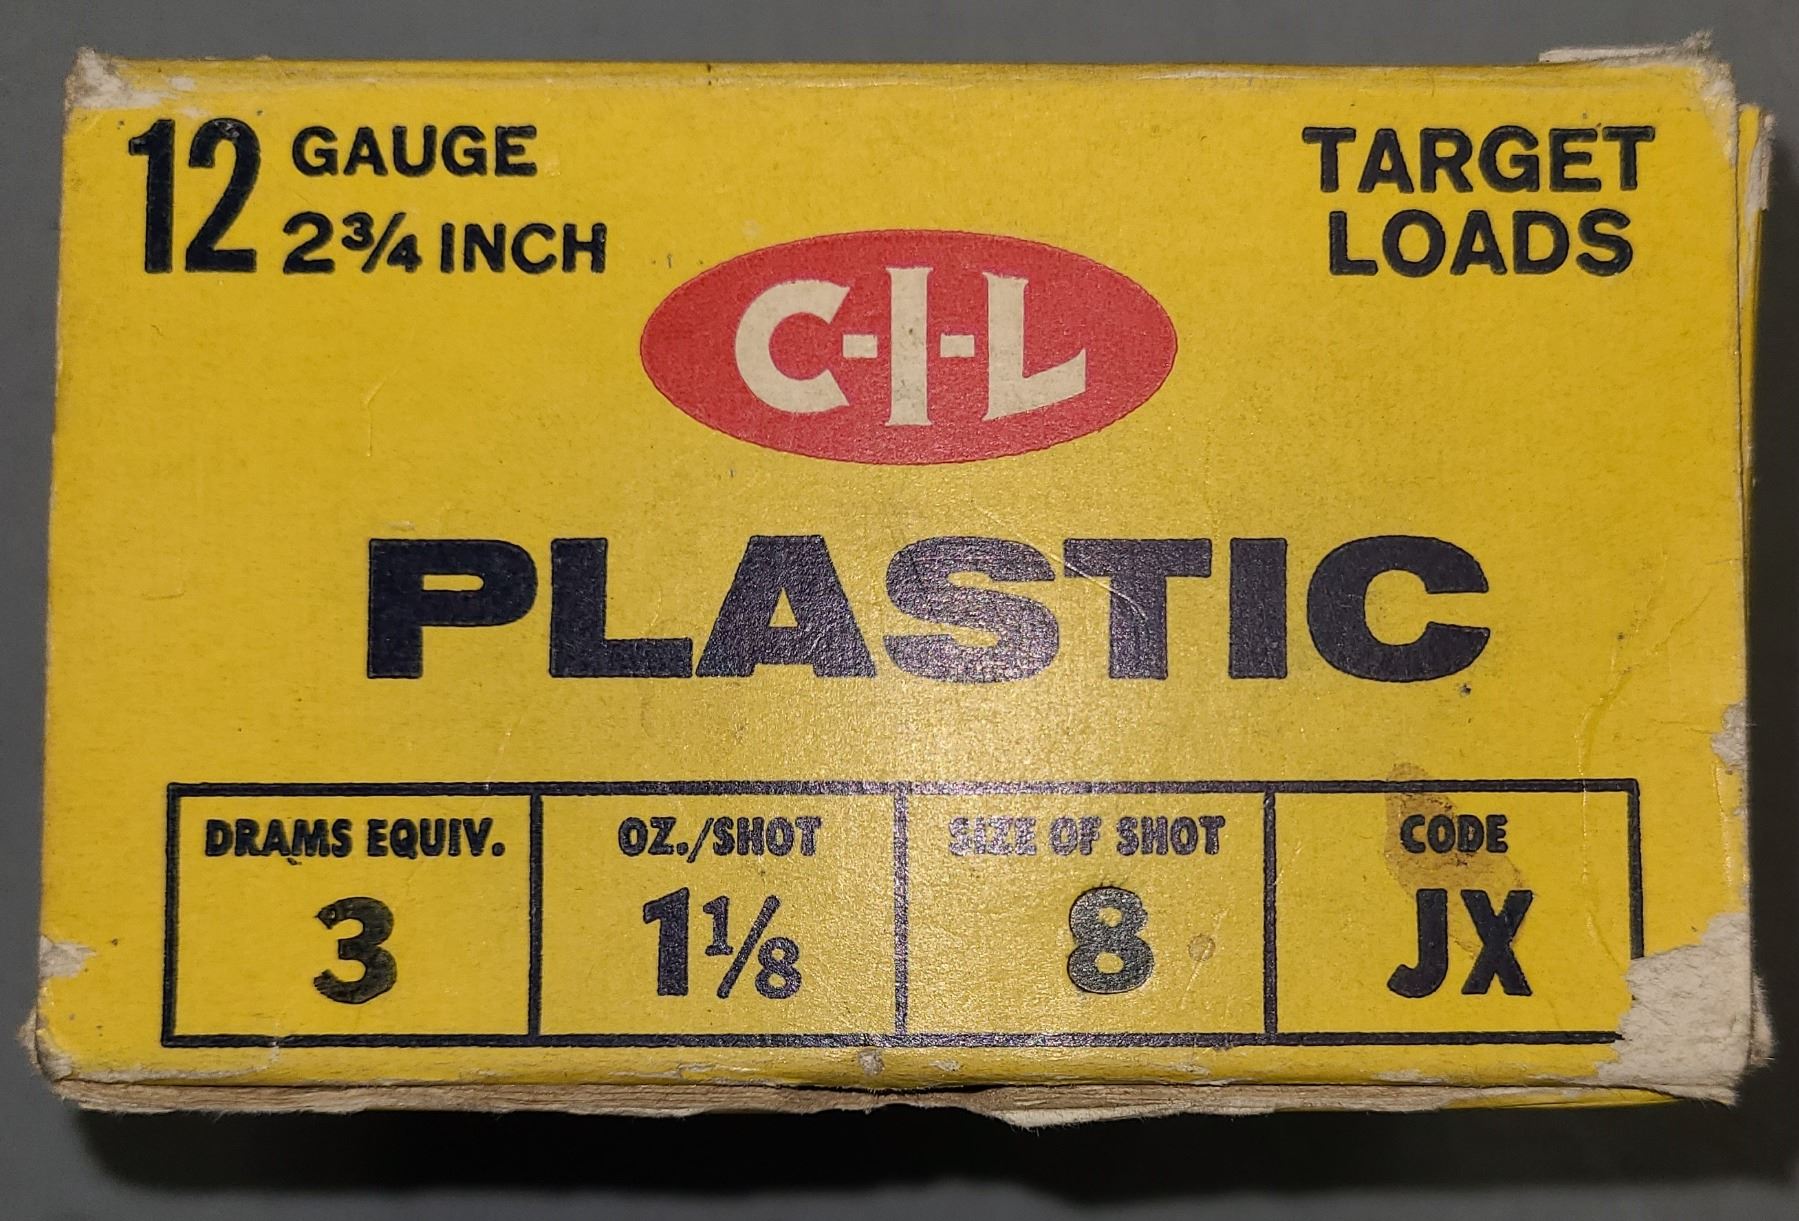 12 GAUGE
2¾ INCH
TARGET
LOADS
C-I-L
PLASTIC
DRAMS EQUIV. OZ./SHOT SIZE OF SHOT CODE
3 1⅛ 8 JX